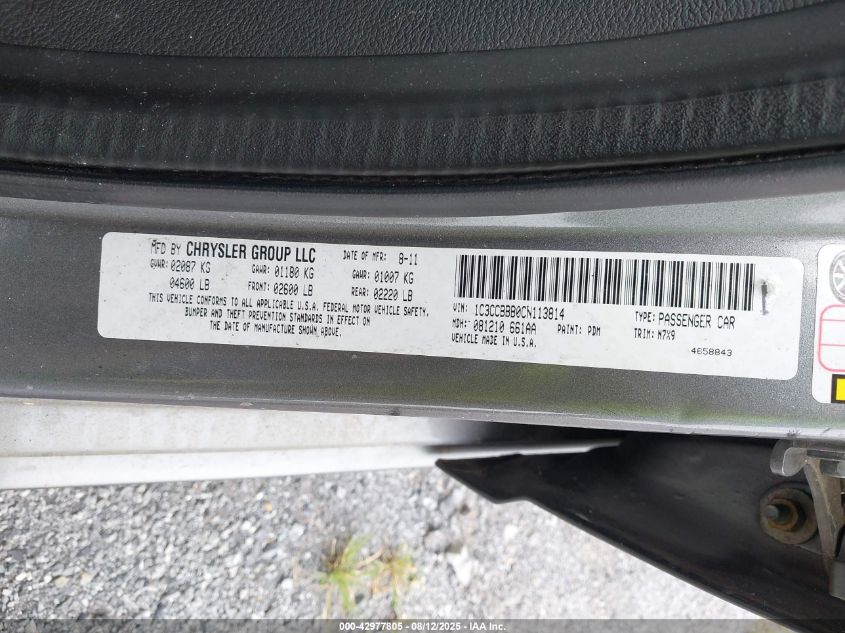 MFD BY CHRYSLER GROUP LLC DATE OF MFR: 8-11
GVWR: 02087 KG GAWR: 01180 KG GAWR: 01007 KG
04600 LB FRONT: 02600 LB REAR: 02220 LB
THIS VEHICLE CONFORMS TO ALL APPLICABLE U.S.A. FEDERAL MOTOR VEHICLE SAFETY,
BUMPER AND THEFT PREVENTION STANDARDS IN EFFECT ON
THE DATE OF MANUFACTURE SHOWN ABOVE.
VIN: 1C3CCBBB0CN113814 TYPE: PASSENGER CAR
MDH: 081210 661AA PAINT: PDM TRIM: N7X9
VEHICLE MADE IN U.S.A. 4658843
000-42977805 - 08/12/2025 - IAA Inc.